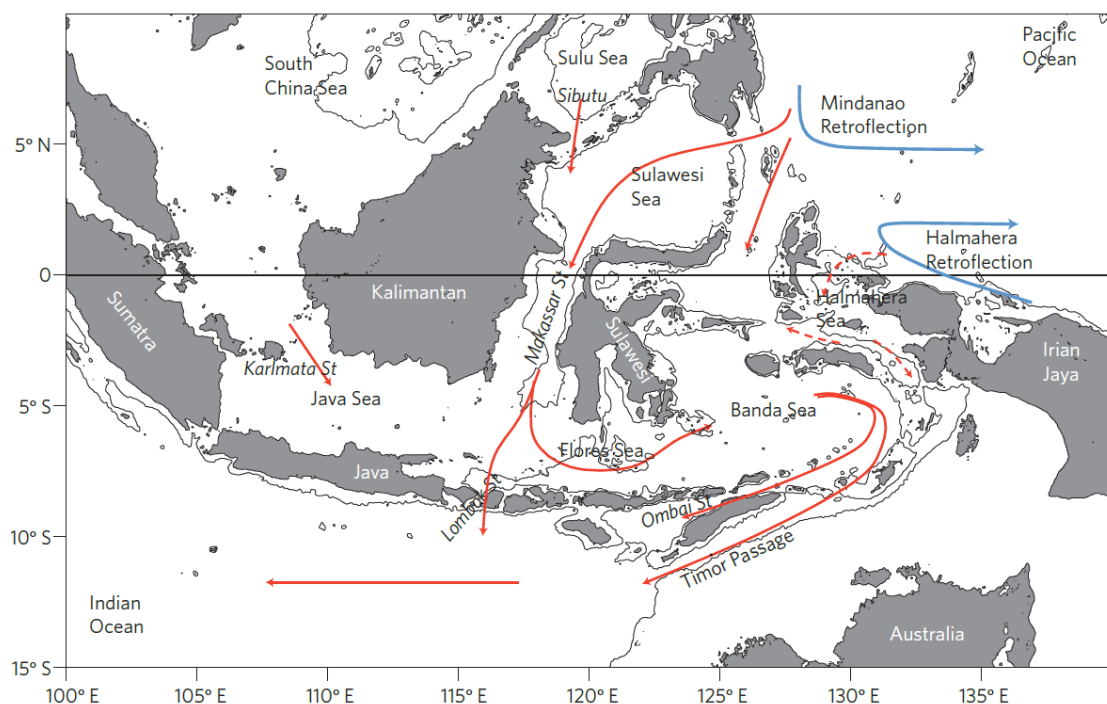 Pacific
Ocean
South
China Sea
Sulu Sea
Sibutu
Mindanao
Retroflection
5° N
Sulawesi
Sea
Halmahera
Retroflection
0
Kalimantan
Makassar St
Halmahera
Sea
Sumatra
Sulawesi
Irian
Jaya
Karlmata St
Java Sea
5° S
Banda Sea
Flores Sea
Java
Lombok St
Ombai St
10° S
Timor Passage
Indian
Ocean
Australia
15° S
100° E
105° E
110° E
115° E
120° E
125° E
130° E
135° E